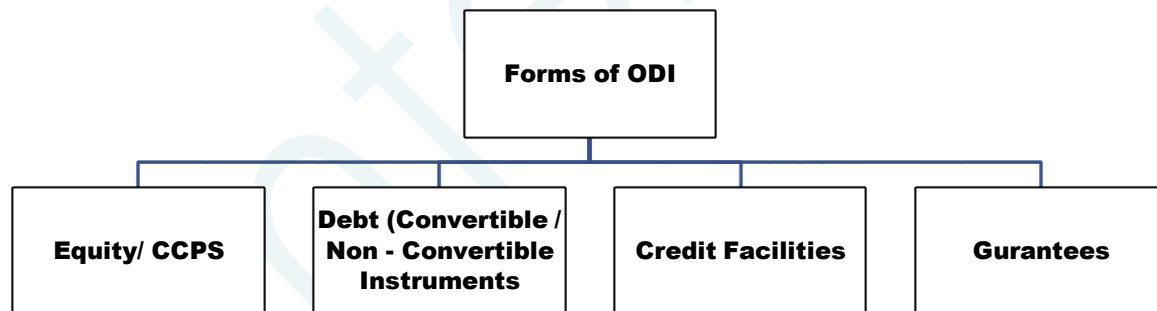 Forms of ODI
Equity/ CCPS
Debt (Convertible /
Non - Convertible
Instruments
Credit Facilities
Gurantees